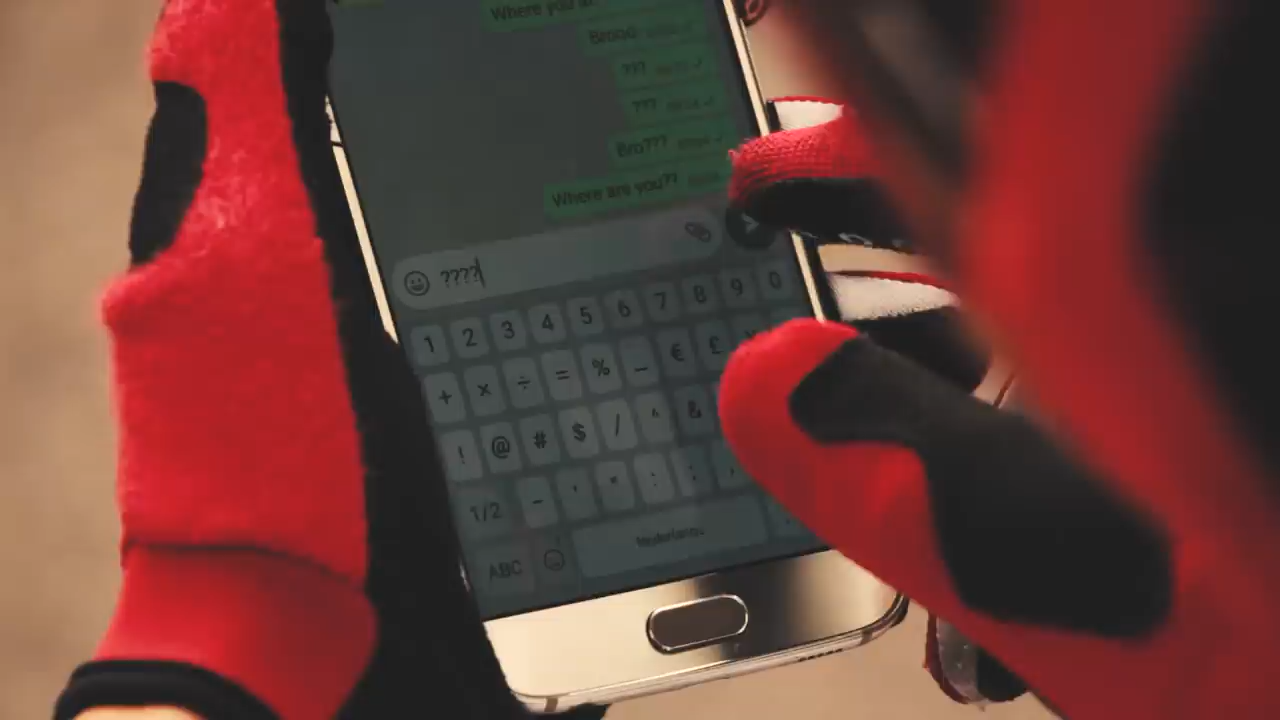 Where you at
Brooo
???
???
Bro???
Where are you??
????
1 2 3 4 5 6 7 8 9 0
+ × ÷ = % _ € £
! @ # $ / ^ &
1/2 - ' " : ; ,
ABC Nederlands